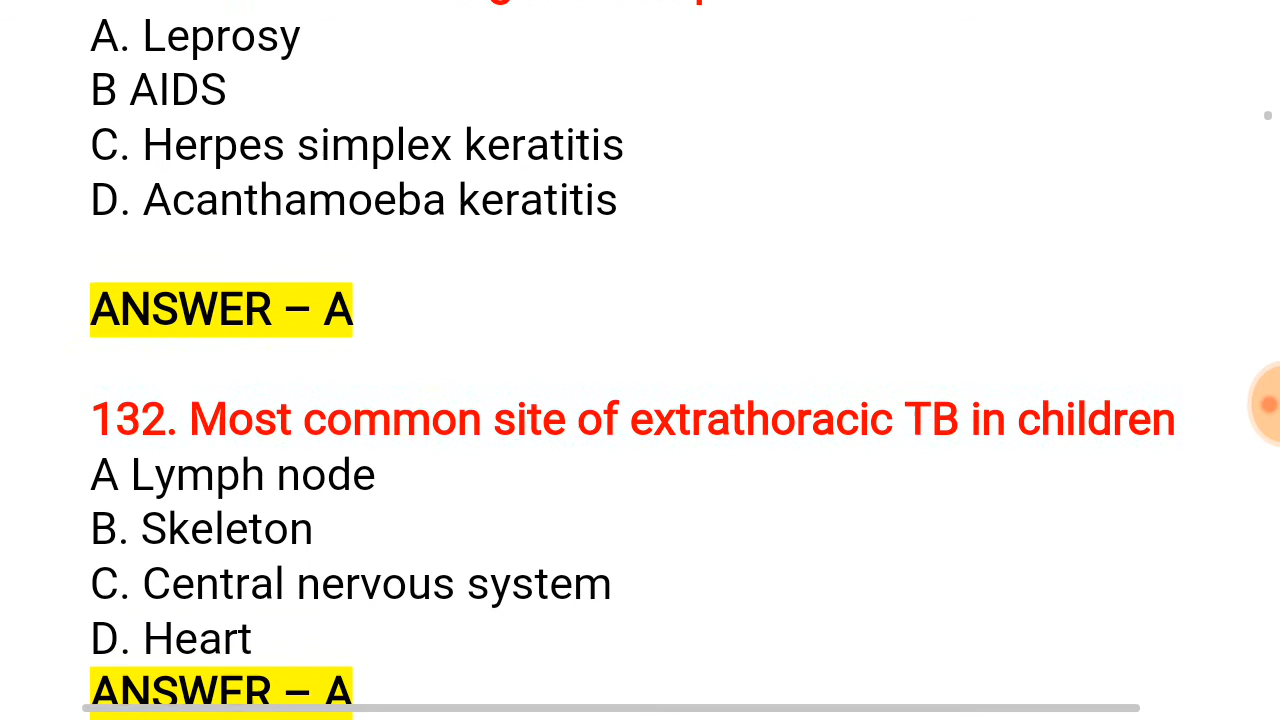 A. Leprosy
B AIDS
C. Herpes simplex keratitis
D. Acanthamoeba keratitis
ANSWER – A
132. Most common site of extrathoracic TB in children
A Lymph node
B. Skeleton
C. Central nervous system
D. Heart
ANSWER – A